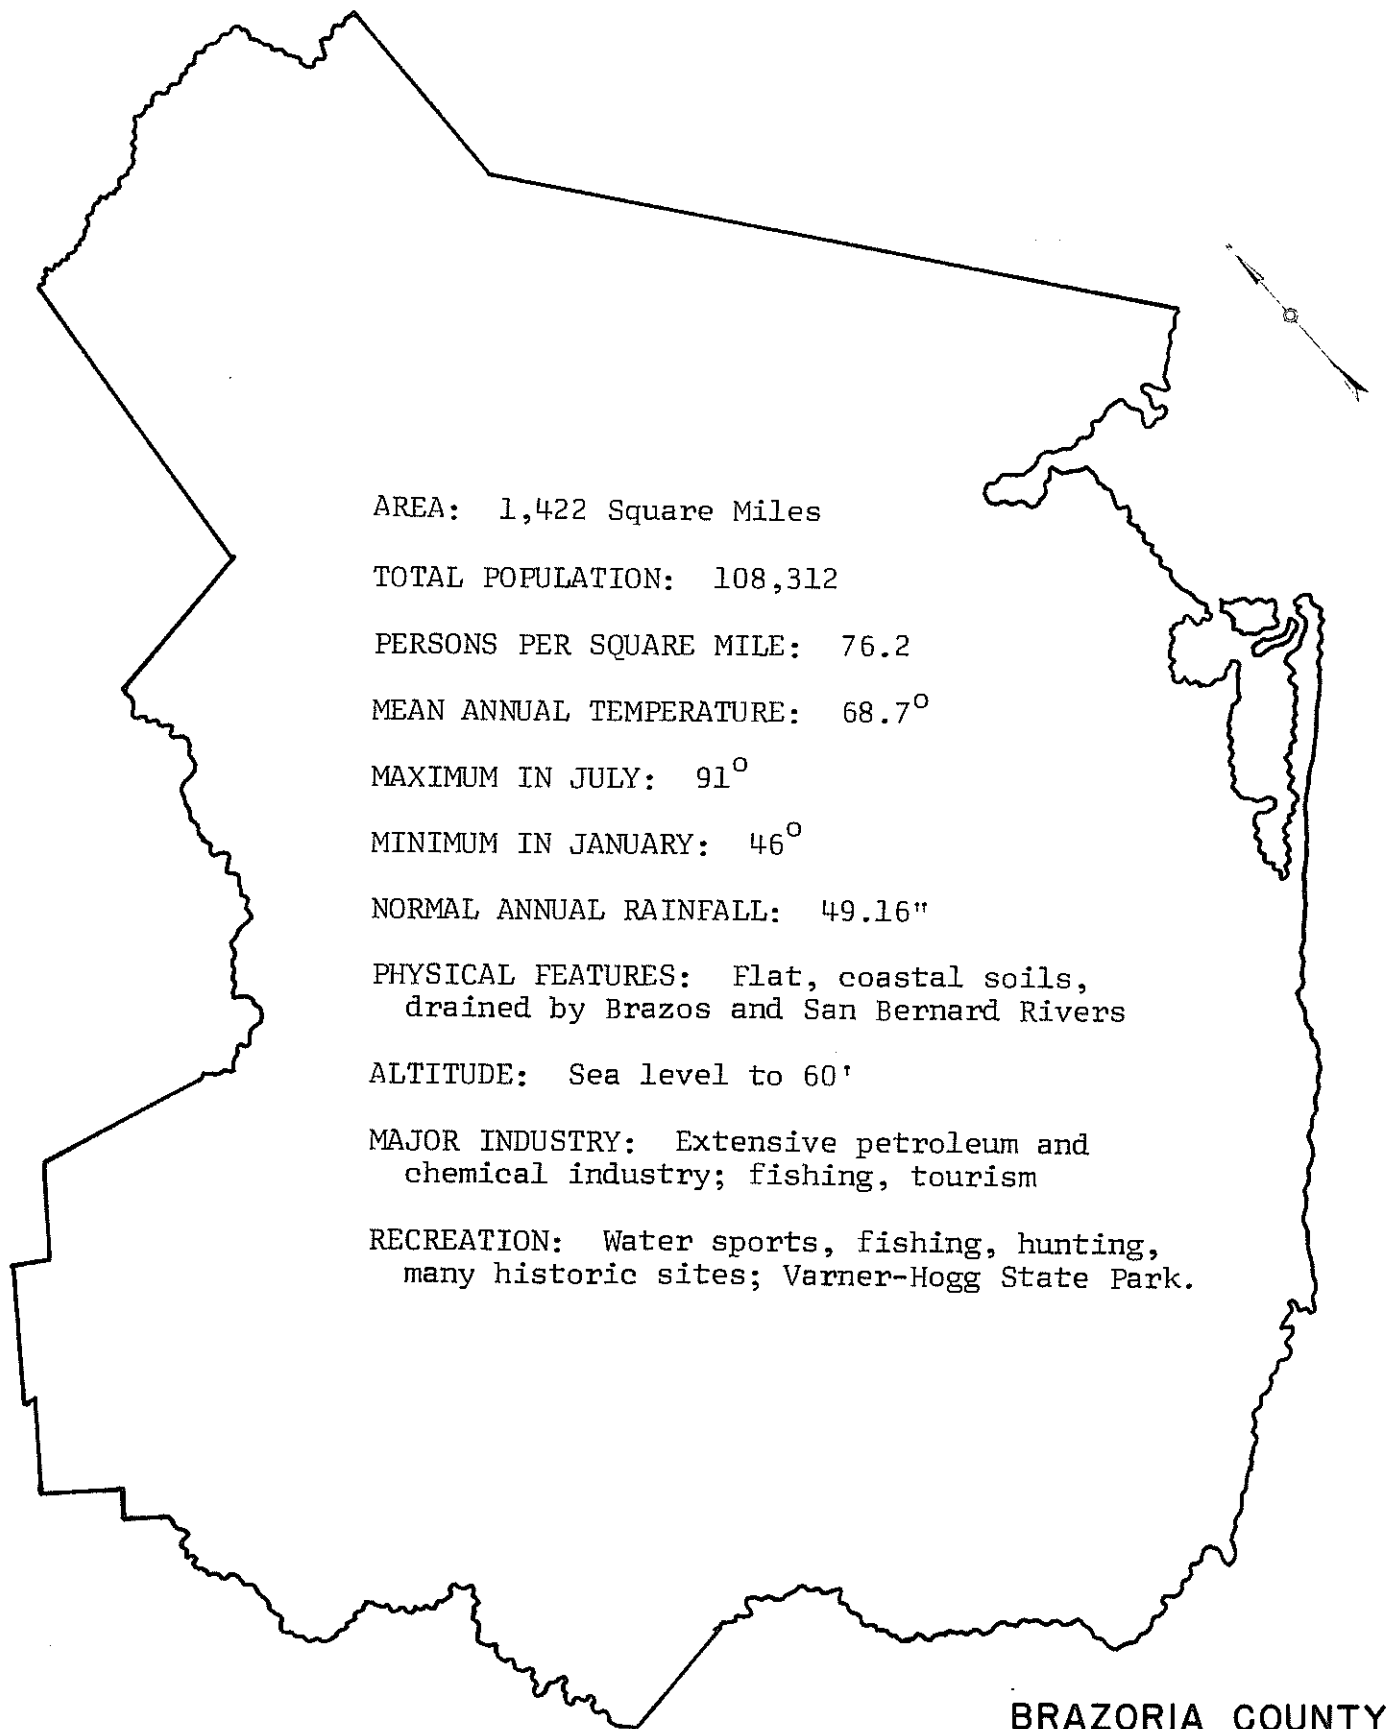 AREA: 1,422 Square Miles
TOTAL POPULATION: 108,312
PERSONS PER SQUARE MILE: 76.2
MEAN ANNUAL TEMPERATURE: 68.7°
MAXIMUM IN JULY: 91°
MINIMUM IN JANUARY: 46°
NORMAL ANNUAL RAINFALL: 49.16"
PHYSICAL FEATURES: Flat, coastal soils,
drained by Brazos and San Bernard Rivers
ALTITUDE: Sea level to 60'
MAJOR INDUSTRY: Extensive petroleum and
chemical industry; fishing, tourism
RECREATION: Water sports, fishing, hunting,
many historic sites; Varner-Hogg State Park.
BRAZORIA COUNTY